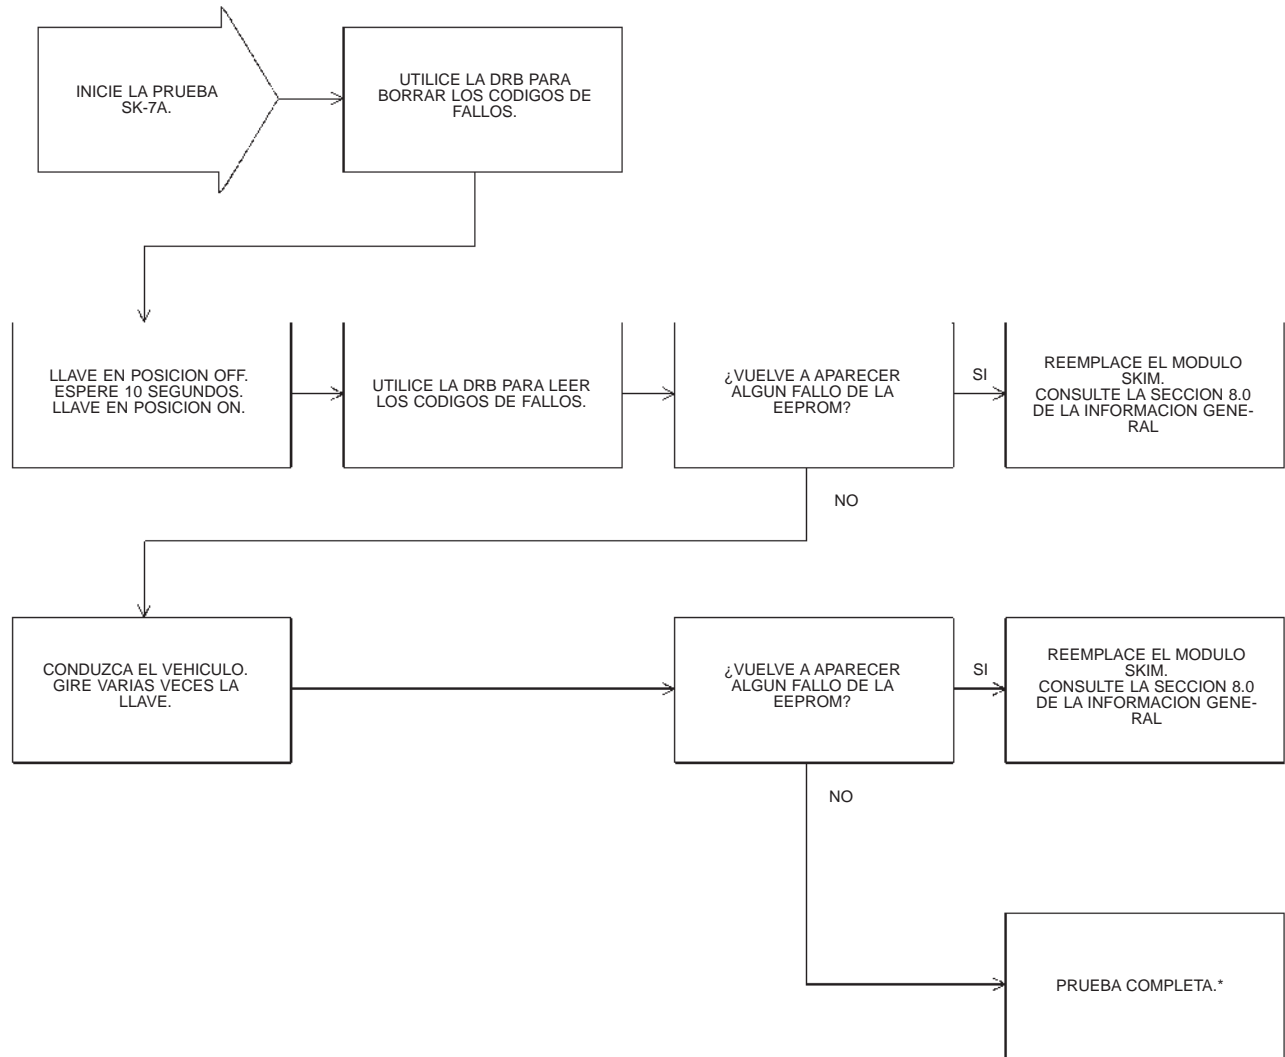 INICIE LA PRUEBA
SK-7A.
UTILICE LA DRB PARA
BORRAR LOS CODIGOS DE
FALLOS.
LLAVE EN POSICION OFF.
ESPERE 10 SEGUNDOS.
LLAVE EN POSICION ON.
UTILICE LA DRB PARA LEER
LOS CODIGOS DE FALLOS.
¿VUELVE A APARECER
ALGUN FALLO DE LA
EEPROM?
SI
REEMPLACE EL MODULO
SKIM.
CONSULTE LA SECCION 8.0
DE LA INFORMACION GENE-
RAL
NO
CONDUZCA EL VEHICULO.
GIRE VARIAS VECES LA
LLAVE.
¿VUELVE A APARECER
ALGUN FALLO DE LA
EEPROM?
SI
REEMPLACE EL MODULO
SKIM.
CONSULTE LA SECCION 8.0
DE LA INFORMACION GENE-
RAL
NO
PRUEBA COMPLETA.*